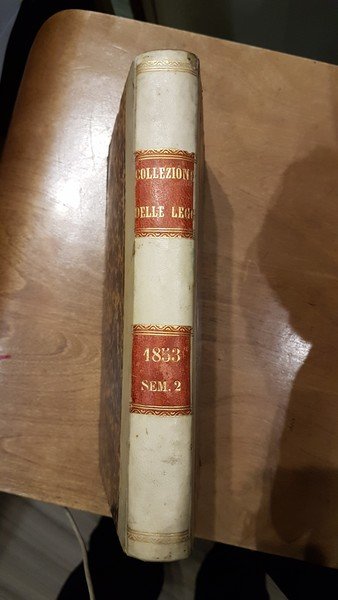 COLLEZIONE
DELLE LEGGI
1853
SEM. 2